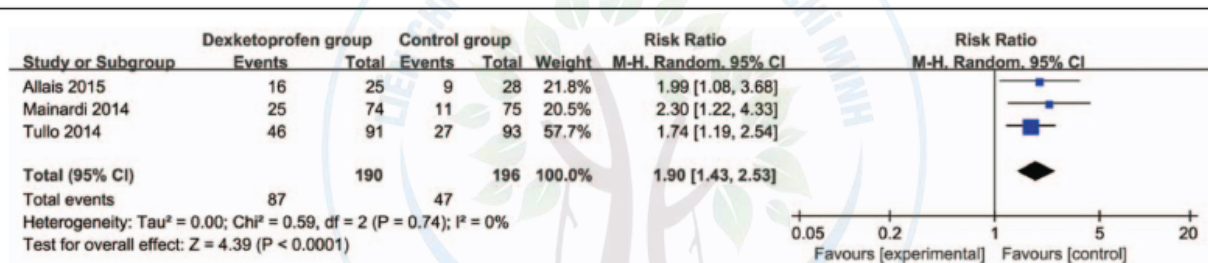 LIÊN CHI
CHÍ MINH
Dexketoprofen group Control group Risk Ratio Risk Ratio
Study or Subgroup Events Total Events Total Weight M-H. Random. 95% CI M-H. Random. 95% CI
Allais 2015 16 25 9 28 21.8% 1.99 [1.08, 3.68]
Mainardi 2014 25 74 11 75 20.5% 2.30 [1.22, 4.33]
Tullo 2014 46 91 27 93 57.7% 1.74 [1.19, 2.54]
Total (95% CI) 190 196 100.0% 1.90 [1.43, 2.53]
Total events 87 47
Heterogeneity: Tau² = 0.00; Chi² = 0.59, df = 2 (P = 0.74); I² = 0%
Test for overall effect: Z = 4.39 (P < 0.0001)
0.05 0.2 1 5 20
Favours [experimental] Favours [control]